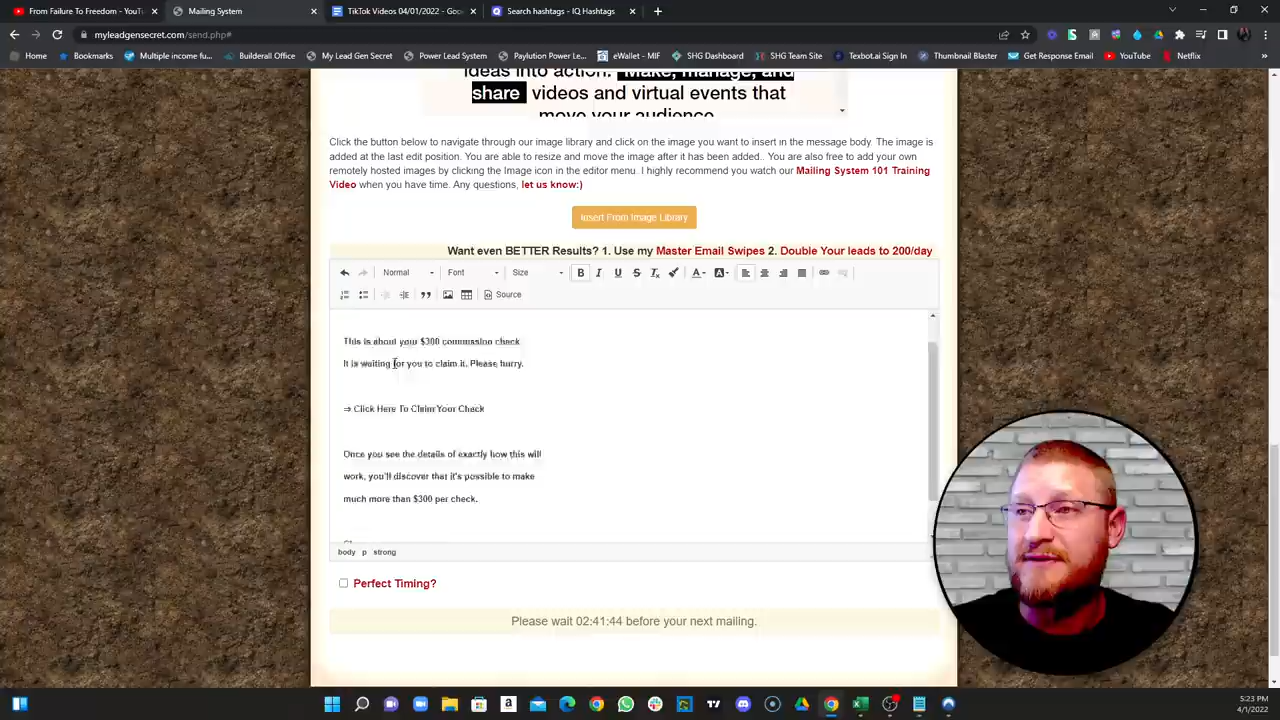 From Failure To Freedom - YouTu
Mailing System
TikTok Videos 04/01/2022 - Goo
Search hashtags - IQ Hashtags
myleadgensecret.com/send.php#
Home
Bookmarks
Multiple income fu...
Builderall Office
My Lead Gen Secret
Power Lead System
Paylution Power L...
eWallet - MIF
SHG Dashboard
SHG Team Site
Texbot.ai Sign In
Thumbnail Blaster
Get Response Email
YouTube
Netflix
ideas into action. Make, manage, and
share videos and virtual events that
move your audience
Click the button below to navigate through our image library and click on the image you want to insert in the message body. The image is
added at the last edit position. You are able to resize and move the image after it has been added.. You are also free to add your own
remotely hosted images by clicking the Image icon in the editor menu. I highly recommend you watch our Mailing System 101 Training
Video when you have time. Any questions, let us know:)
Insert From Image Library
Want even BETTER Results? 1. Use my Master Email Swipes 2. Double Your leads to 200/day
Normal
Font
Size
Source
This is about your $300 commssion check
It is waiting for you to claim it. Please hurry.
⇒ Click Here To Claim Your Check
Once you see the details of exactly how this will
work, you'll discover that it's possible to make
much more than $300 per check.
body p strong
Perfect Timing?
Please wait 02:41:44 before your next mailing.
5:23 PM
4/1/2022